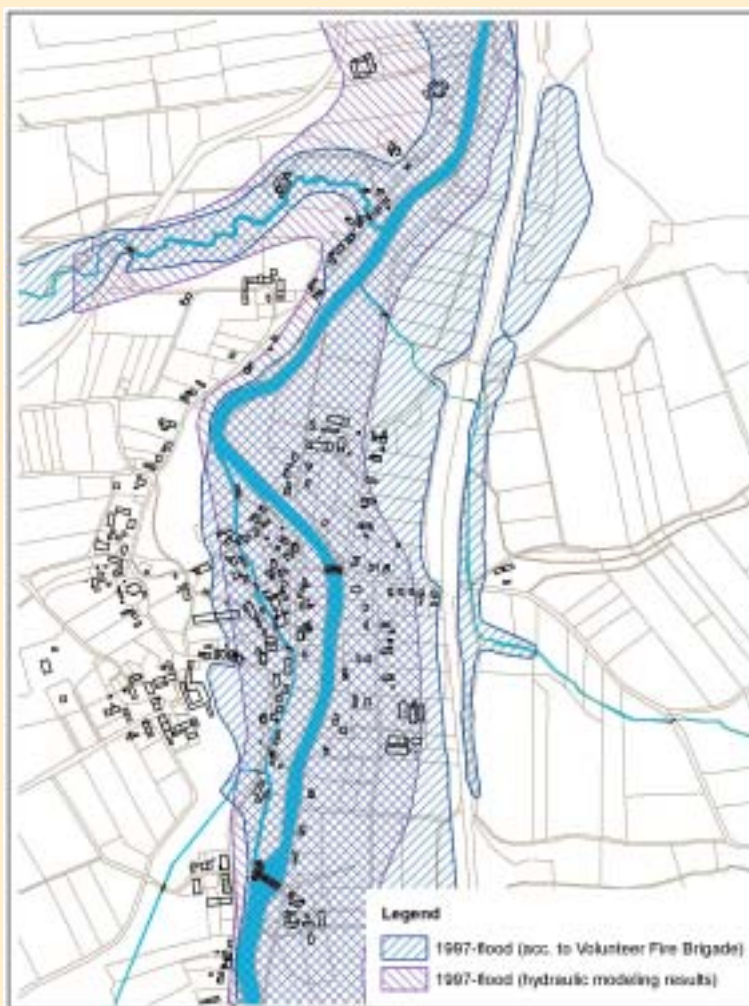 Legend
1997-flood (acc. to Volunteer Fire Brigade)
1997-flood (hydraulic modeling results)